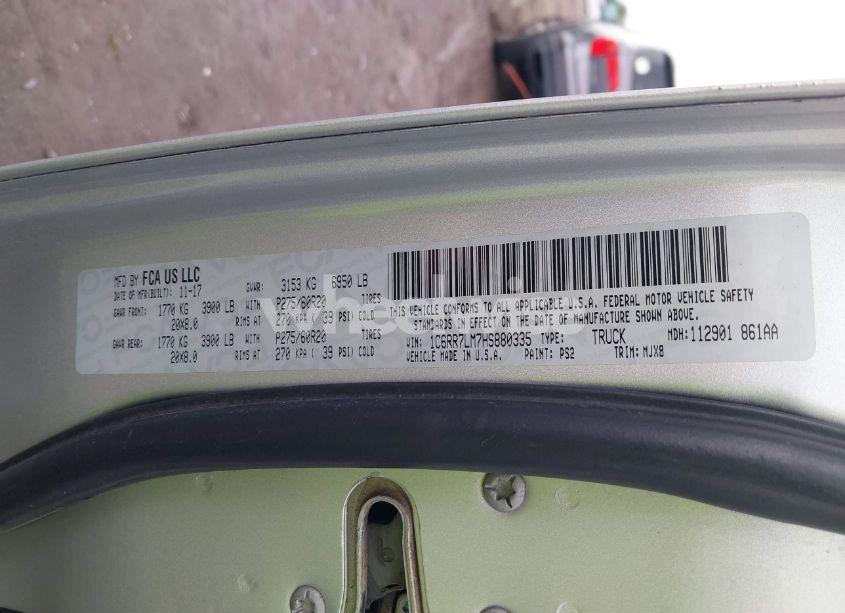 MFD BY FCA US LLC
DATE OF MFR(BUILT): 11-17 GVWR: 3153 KG 6950 LB
GAWR FRONT: 1770 KG 3900 LB WITH P275/60R20 TIRES
20X8.0 RIMS AT 270 KPA ( 39 PSI) COLD
GAWR REAR: 1770 KG 3900 LB WITH P275/60R20 TIRES
20X8.0 RIMS AT 270 KPA ( 39 PSI) COLD
THIS VEHICLE CONFORMS TO ALL APPLICABLE U.S.A. FEDERAL MOTOR VEHICLE SAFETY
STANDARDS IN EFFECT ON THE DATE OF MANUFACTURE SHOWN ABOVE.
VIN: 1C6RR7LM7HS880335 TYPE: TRUCK MDH: 112901 861AA
VEHICLE MADE IN U.S.A. PAINT: PS2 TRIM: MJX8